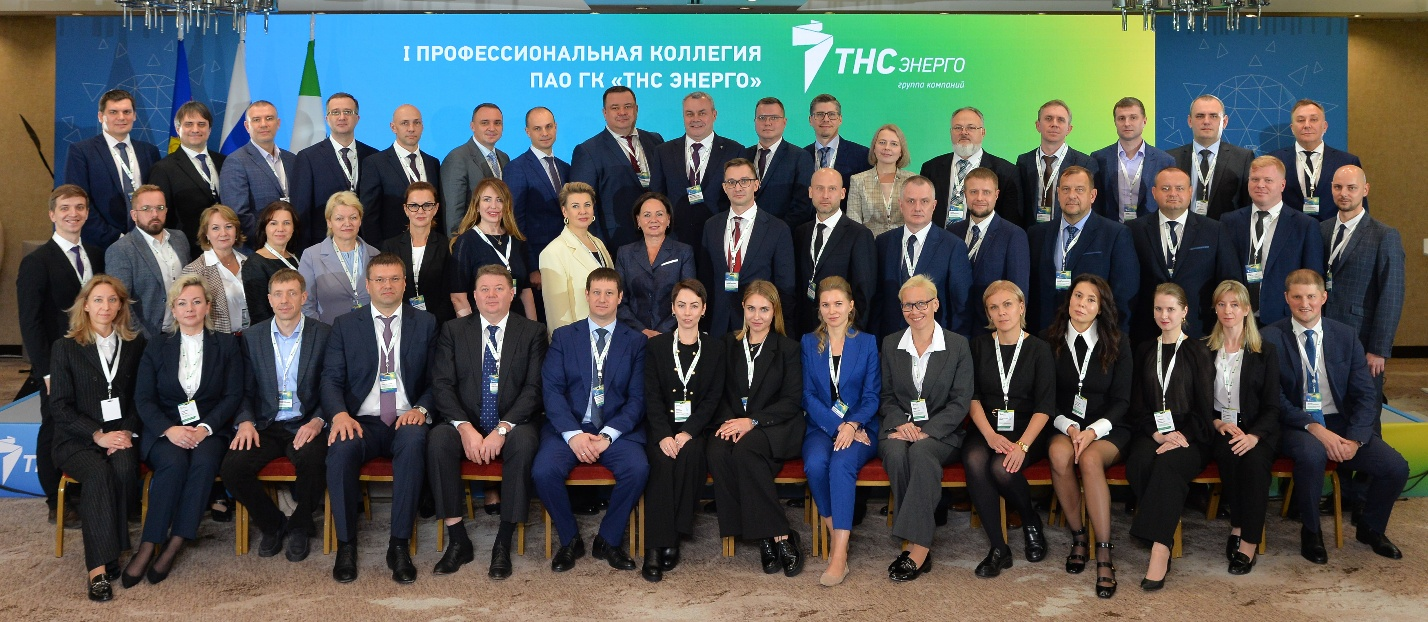 I ПРОФЕССИОНАЛЬНАЯ КОЛЛЕГИЯ
ПАО ГК «ТНС ЭНЕРГО»
ТНС ЭНЕРГО
группа компаний